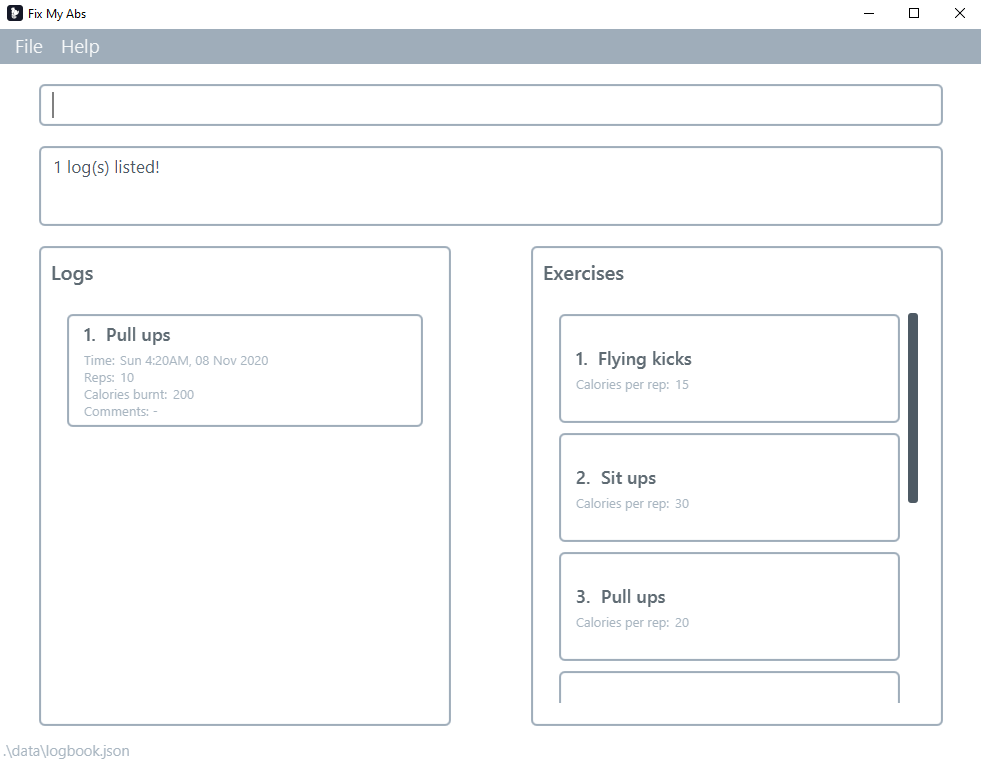 Fix My Abs
File Help
1 log(s) listed!
Logs
1. Pull ups
Time: Sun 4:20AM, 08 Nov 2020
Reps: 10
Calories burnt: 200
Comments: -
Exercises
1. Flying kicks
Calories per rep: 15
2. Sit ups
Calories per rep: 30
3. Pull ups
Calories per rep: 20
.\data\logbook.json